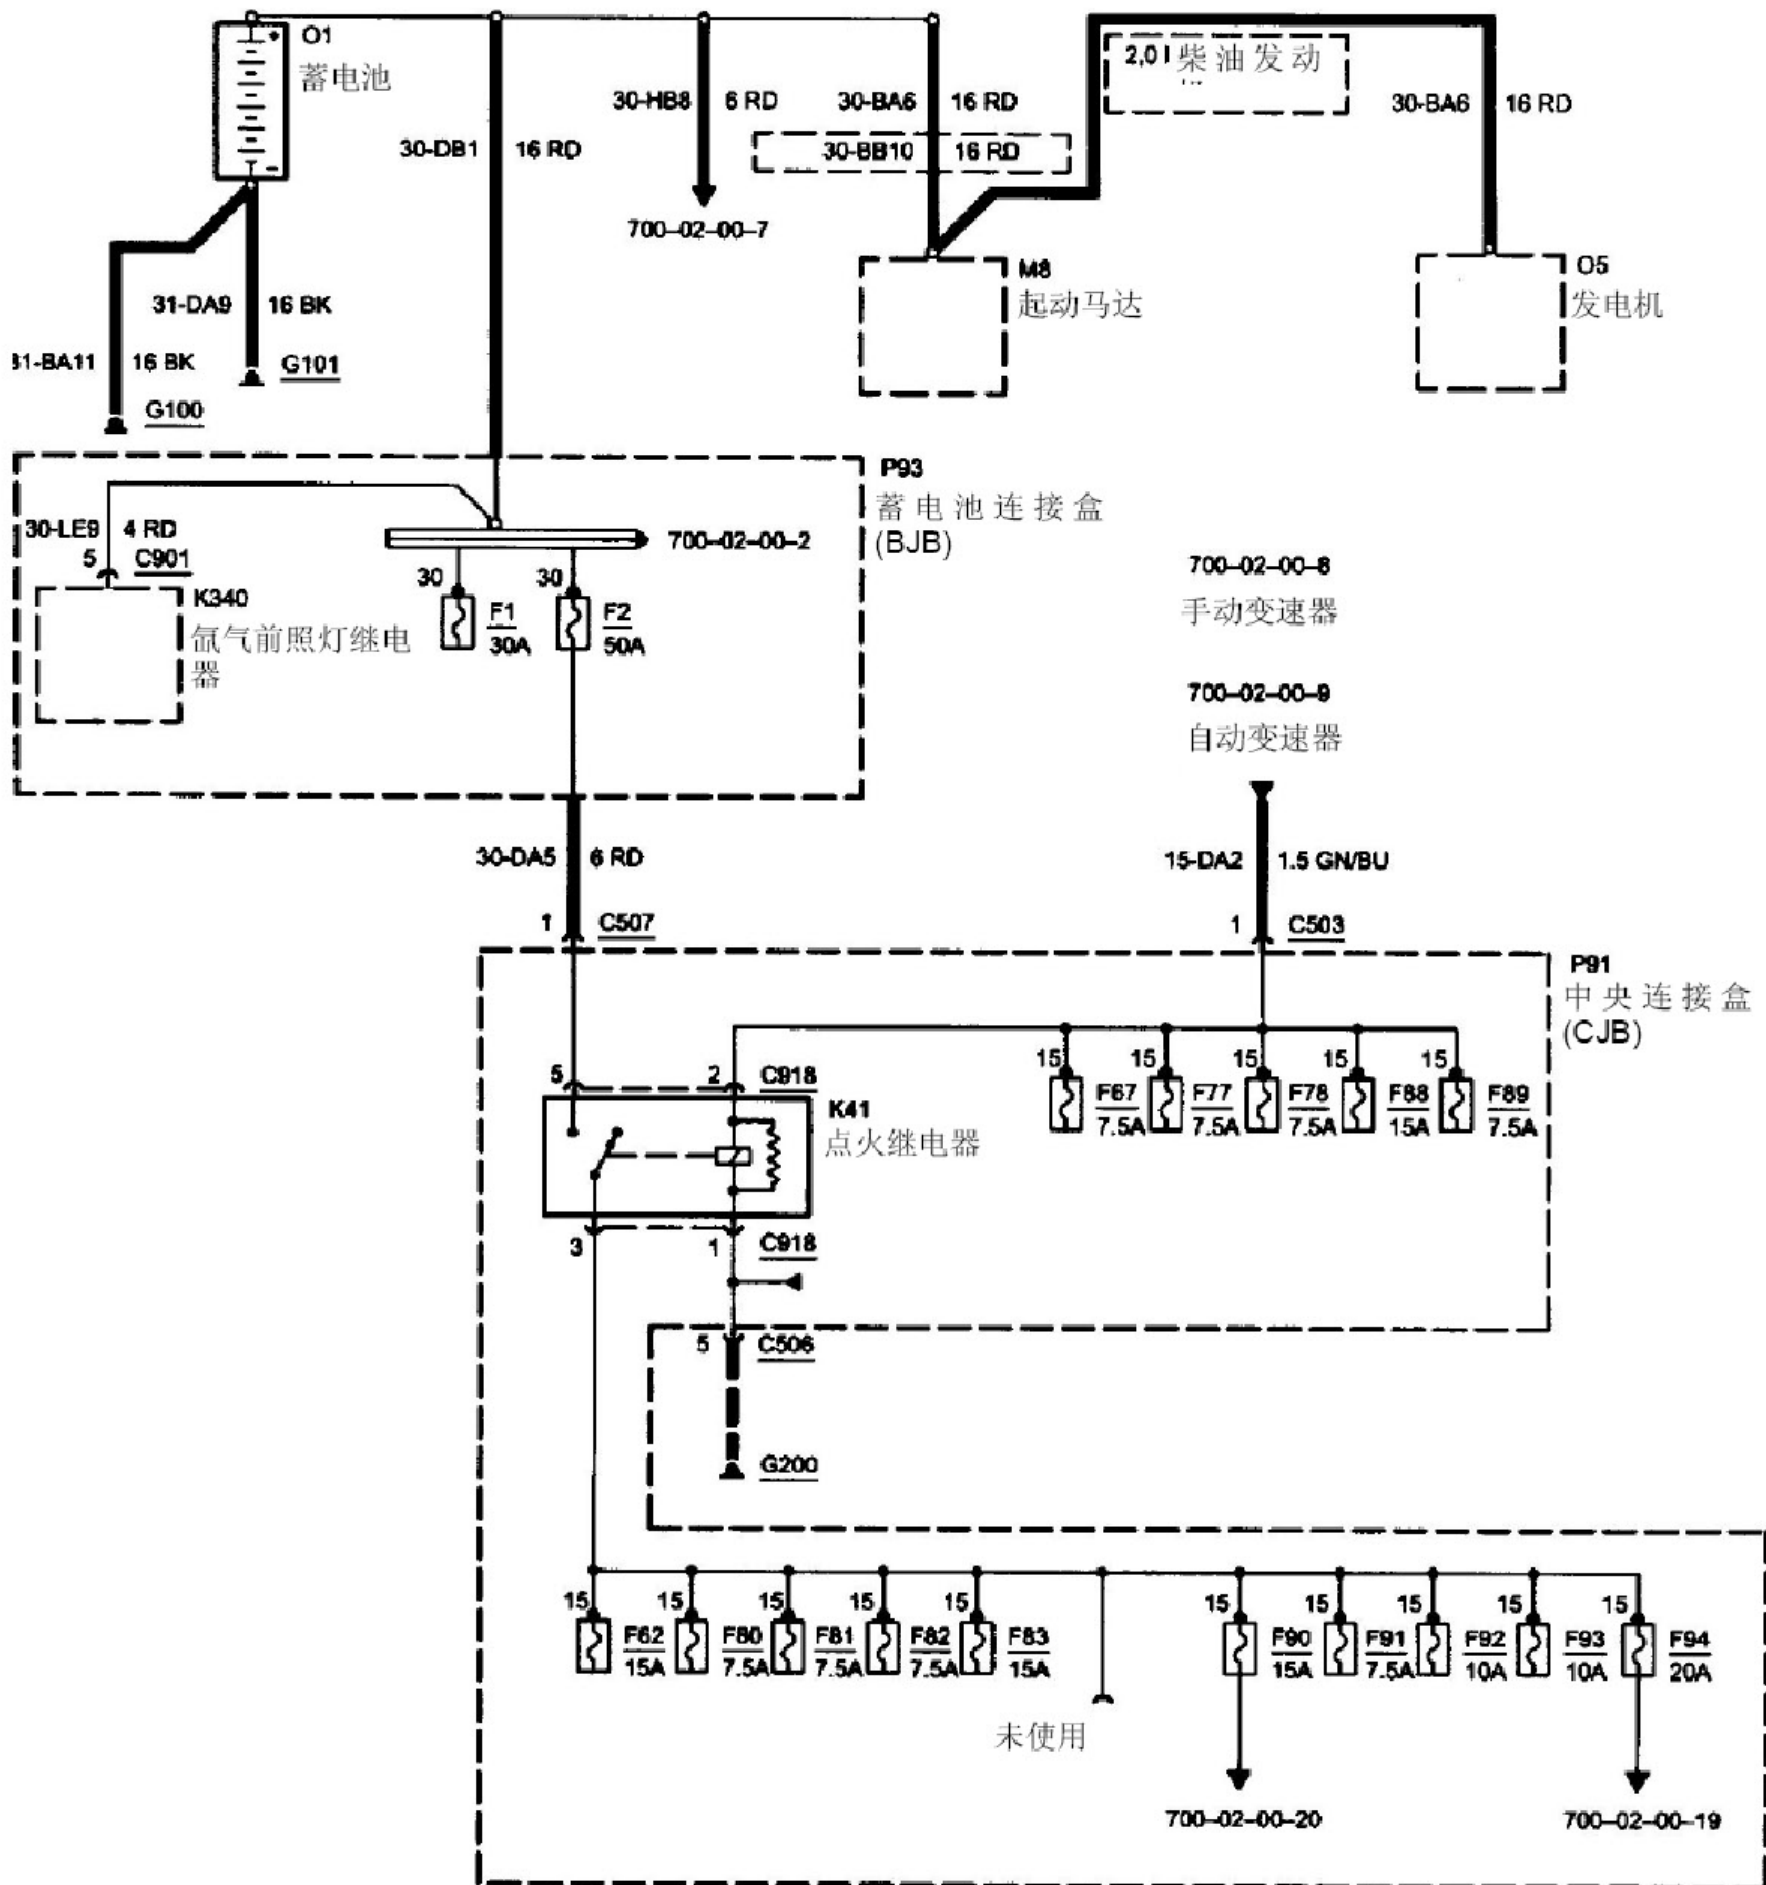 O1
蓄电池
2,0 l 柴油发动
30-HB8 6 RD
30-BA6 16 RD
30-BA6 16 RD
30-DB1 16 RD
30-BB10 16 RD
700-02-00-7
31-DA9 16 BK
M8
起动马达
O5
发电机
31-BA11 16 BK
G101
G100
P93
蓄电池连接盒
(BJB)
30-LE9 4 RD
700-02-00-2
5 C901
30
30
K340
氙气前照灯继电
器
F1
30A
F2
50A
700-02-00-8
手动变速器
700-02-00-9
自动变速器
30-DA5 6 RD
15-DA2 1.5 GN/BU
1 C507
1 C503
P91
中央连接盒
(CJB)
15 15 15 15 15
5 2 C918
F67 F77 F78 F88 F89
7.5A 7.5A 7.5A 15A 7.5A
K41
点火继电器
3 1 C918
5 C506
G200
15 15 15 15 15 15 15 15 15 15
F62 F80 F81 F82 F83 F90 F91 F92 F93 F94
15A 7.5A 7.5A 7.5A 15A 15A 7.5A 10A 10A 20A
未使用
700-02-00-20
700-02-00-19